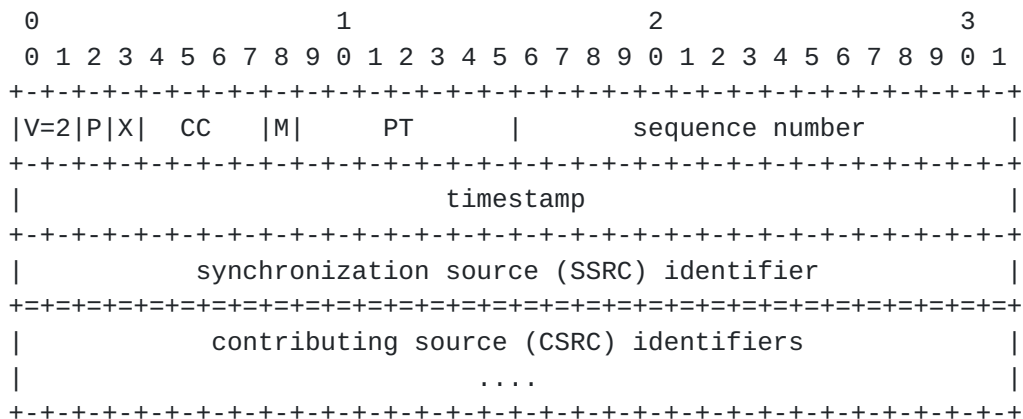 0                   1                   2                   3
 0 1 2 3 4 5 6 7 8 9 0 1 2 3 4 5 6 7 8 9 0 1 2 3 4 5 6 7 8 9 0 1
+-+-+-+-+-+-+-+-+-+-+-+-+-+-+-+-+-+-+-+-+-+-+-+-+-+-+-+-+-+-+-+-+
|V=2|P|X|  CC   |M|     PT      |       sequence number         |
+-+-+-+-+-+-+-+-+-+-+-+-+-+-+-+-+-+-+-+-+-+-+-+-+-+-+-+-+-+-+-+-+
|                           timestamp                           |
+-+-+-+-+-+-+-+-+-+-+-+-+-+-+-+-+-+-+-+-+-+-+-+-+-+-+-+-+-+-+-+-+
|           synchronization source (SSRC) identifier            |
+=+=+=+=+=+=+=+=+=+=+=+=+=+=+=+=+=+=+=+=+=+=+=+=+=+=+=+=+=+=+=+=+
|            contributing source (CSRC) identifiers             |
|                             ....                              |
+-+-+-+-+-+-+-+-+-+-+-+-+-+-+-+-+-+-+-+-+-+-+-+-+-+-+-+-+-+-+-+-+